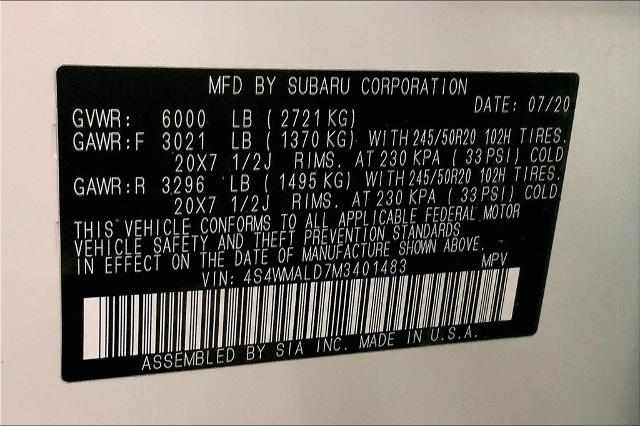 MFD BY SUBARU CORPORATION
DATE: 07/20
GVWR: 6000 LB (2721 KG)
GAWR:F 3021 LB (1370 KG) WITH 245/50R20 102H TIRES.
20X7 1/2J RIMS. AT 230 KPA (33 PSI) COLD
GAWR:R 3296 LB (1495 KG) WITH 245/50R20 102H TIRES.
20X7 1/2J RIMS. AT 230 KPA (33 PSI) COLD
THIS VEHICLE CONFORMS TO ALL APPLICABLE FEDERAL MOTOR
VEHICLE SAFETY AND THEFT PREVENTION STANDARDS
IN EFFECT ON THE DATE OF MANUFACTURE SHOWN ABOVE.
VIN: 4S4WMALD7M3401483 MPV
ASSEMBLED BY SIA INC. MADE IN U.S.A.